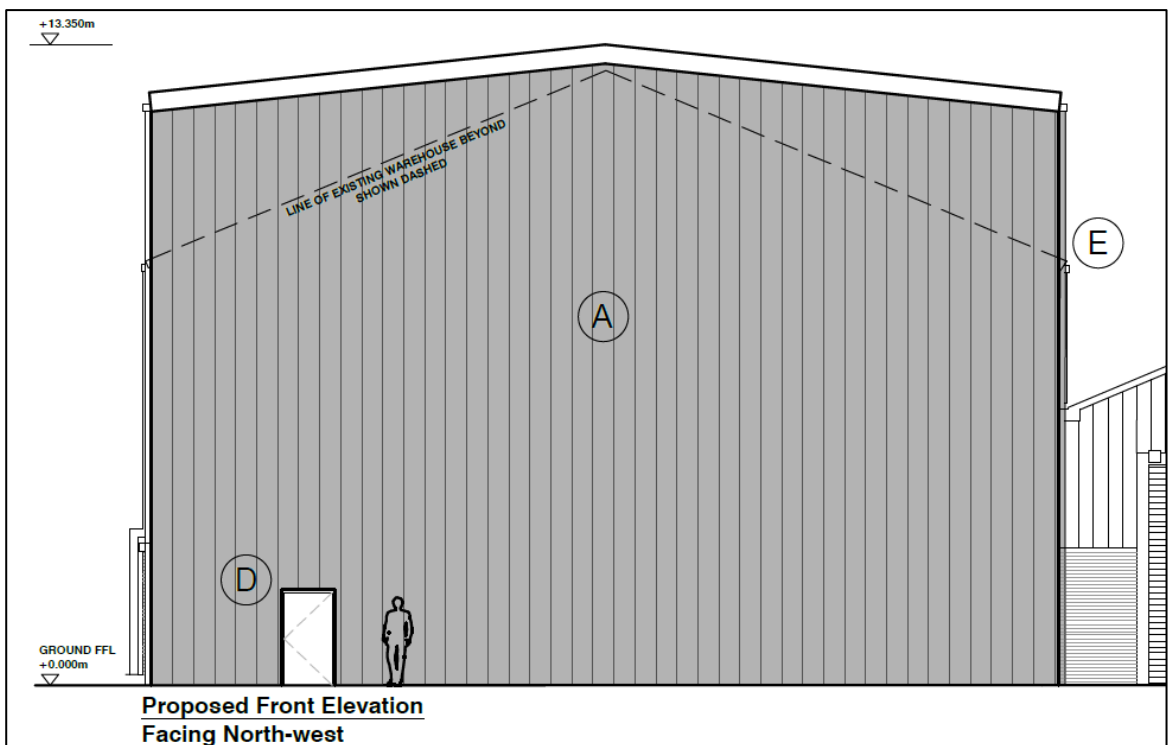 +13.350m
LINE OF EXISTING WAREHOUSE BEYOND
SHOWN DASHED
E
A
D
GROUND FFL
+0.000m
Proposed Front Elevation
Facing North-west